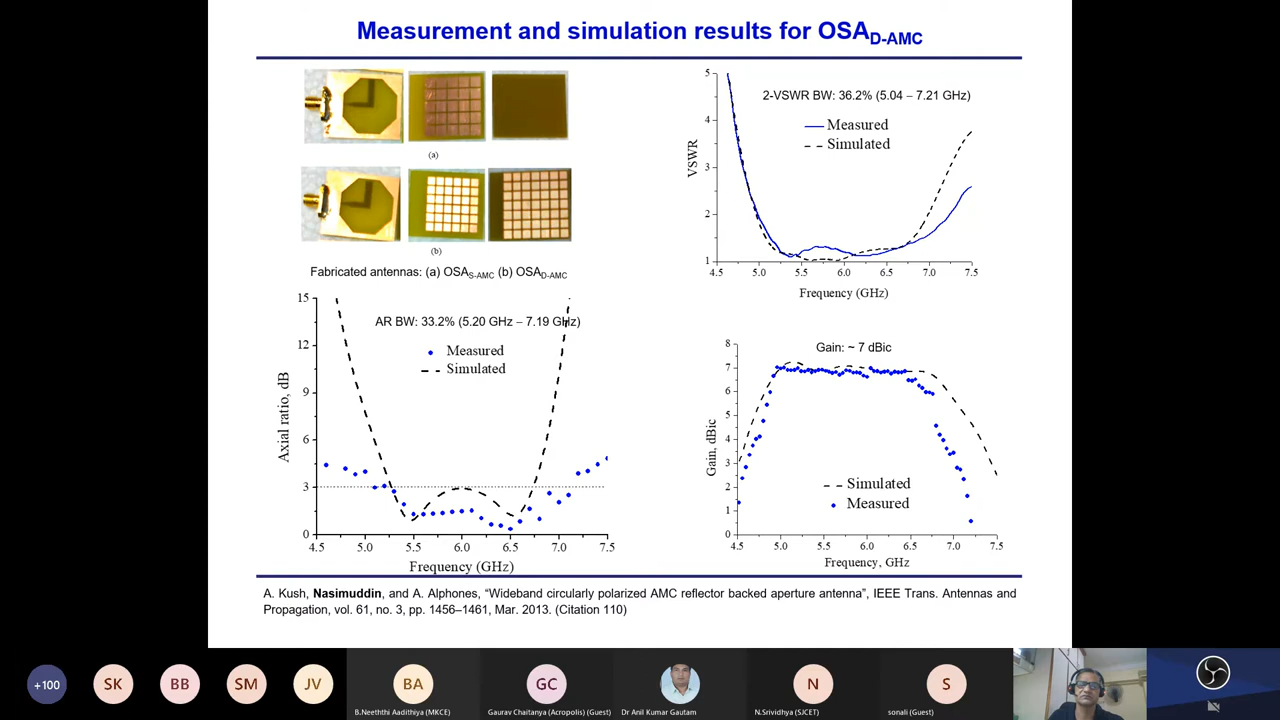 Measurement and simulation results for OSAD-AMC
(a)
(b)
Fabricated antennas: (a) OSAS-AMC (b) OSAD-AMC
2-VSWR BW: 36.2% (5.04 – 7.21 GHz)
Measured
Simulated
VSWR
5
4
3
2
1
4.5 5.0 5.5 6.0 6.5 7.0 7.5
Frequency (GHz)
AR BW: 33.2% (5.20 GHz – 7.19 GHz)
Measured
Simulated
Axial ratio, dB
15
12
9
6
3
0
4.5 5.0 5.5 6.0 6.5 7.0 7.5
Frequency (GHz)
Gain: ~ 7 dBic
Gain, dBic
8
7
6
5
4
3
2
1
0
Simulated
Measured
4.5 5.0 5.5 6.0 6.5 7.0 7.5
Frequency, GHz
A. Kush, Nasimuddin, and A. Alphones, “Wideband circularly polarized AMC reflector backed aperture antenna”, IEEE Trans. Antennas and
Propagation, vol. 61, no. 3, pp. 1456–1461, Mar. 2013. (Citation 110)
+100
SK
BB
SM
JV
BA
GC
N
S
B.Neeththi Aadithiya (MKCE)
Gaurav Chaitanya (Acropolis) (Guest)
Dr Anil Kumar Gautam
N.Srividhya (SJCET)
sonali (Guest)